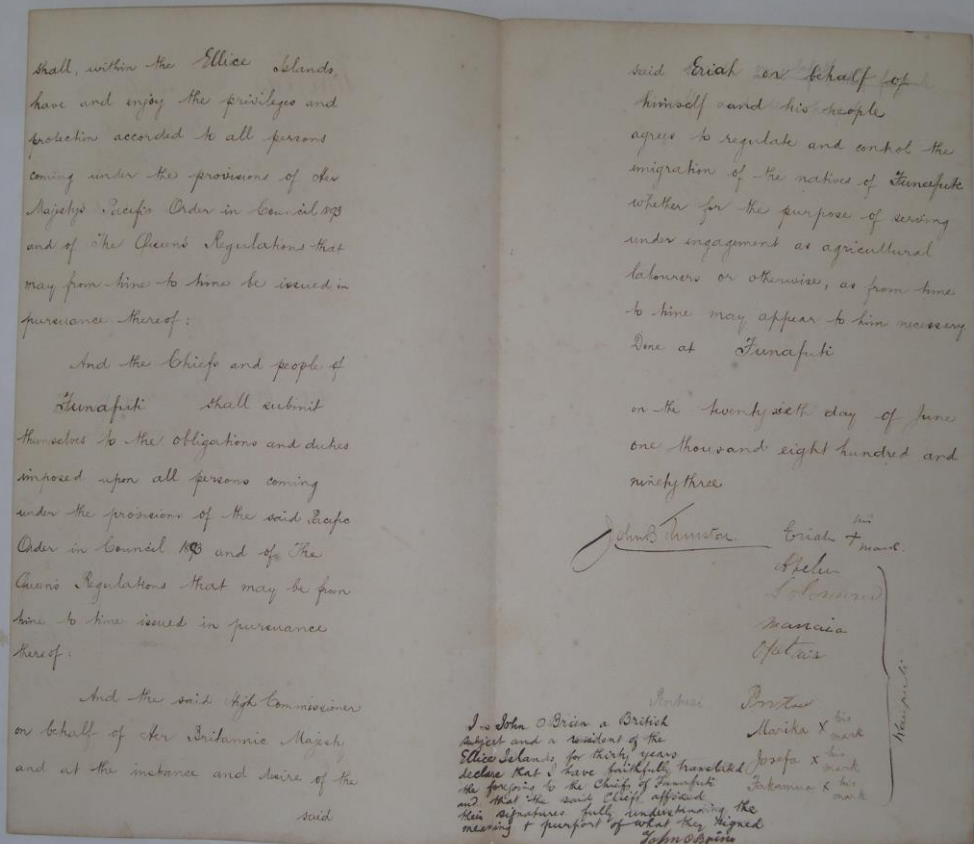 shall, within the Ellice Islands
have and enjoy the privileges and
protection accorded to all persons
coming under the provisions of Her
Majestys Pacific Order in Council 1893
and of The Queen's Regulations that
may from time to time be issued in
pursuance thereof:
And the Chiefs and people of
Funafuti shall submit
themselves to the obligations and duties
imposed upon all persons coming
under the provisions of the said Pacific
Order in Council 1893 and of The
Queen's Regulations that may be from
time to time issued in pursuance
thereof:
And the said High Commissioner
on behalf of Her Britannic Majesty
and at the instance and desire of the
said
said Eriah on behalf of
himself and his people
agrees to regulate and control the
emigration of the natives of Funafuti
whether for the purpose of serving
under engagement as agricultural
labourers or otherwise, as from time
to time may appear to him necessary
Done at Funafuti
on the twenty sixth day of June
one thousand eight hundred and
ninety three
John B Thurston
Eriah his + mark.
Solomona
Manaia
Marika x his mark
Josefa x his mark
Takamua x his mark
Kaupuli
I - John O'Brien a British
subject and a resident of the
Ellice Islands for thirty years
declare that I have faithfully translated
the foregoing to the Chiefs of Funafuti
and that the said Chiefs affixed
their signatures fully understanding the
meaning & purport of what they signed
John O'Brien